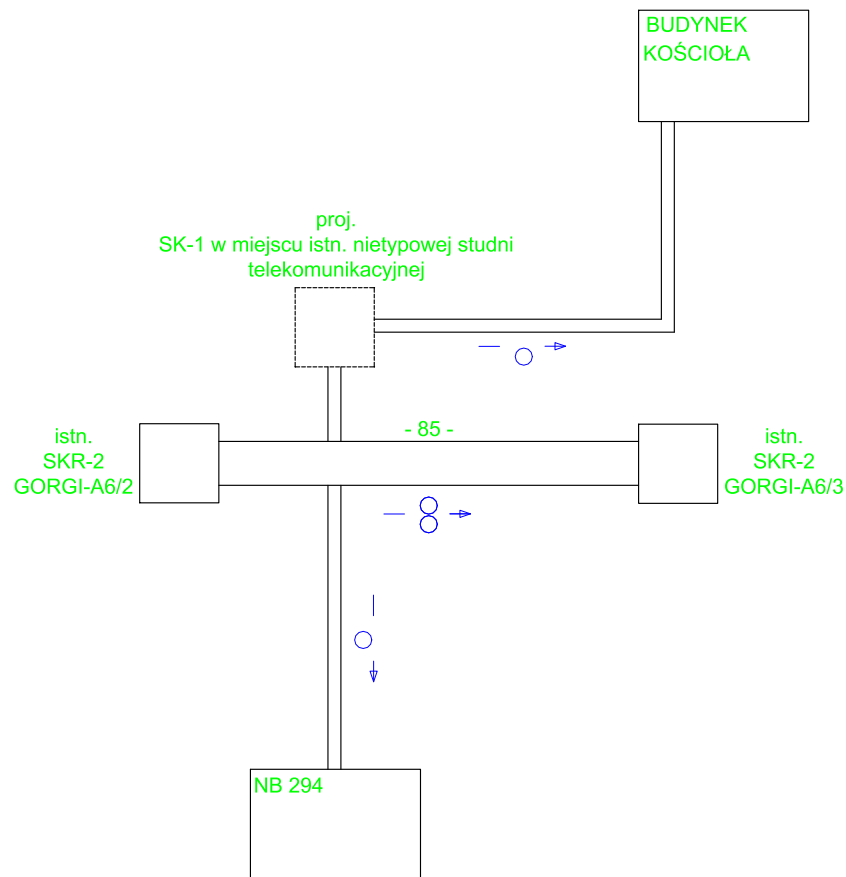 BUDYNEK
KOŚCIOŁA
proj.
SK-1 w miejscu istn. nietypowej studni
telekomunikacyjnej
- 85 -
istn.
SKR-2
GORGI-A6/2
istn.
SKR-2
GORGI-A6/3
NB 294